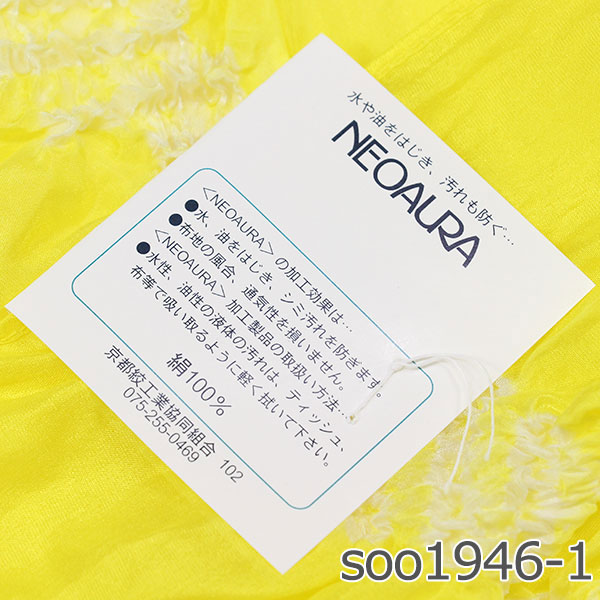 水や油をはじき、汚れも防ぐ…
NEOAURA
＜NEOAURA＞の加工効果は…
●水、油をはじき、シミ汚れを防ぎます。
●布地の風合、通気性を損いません。
＜NEOAURA＞加工製品の取扱い方法…
●水性、油性の液体の汚れは、ティッシュ、
布等で吸い取るように軽く拭いて下さい。
絹100%
京都絞工業協同組合 102
075-255-0469
soo1946-1